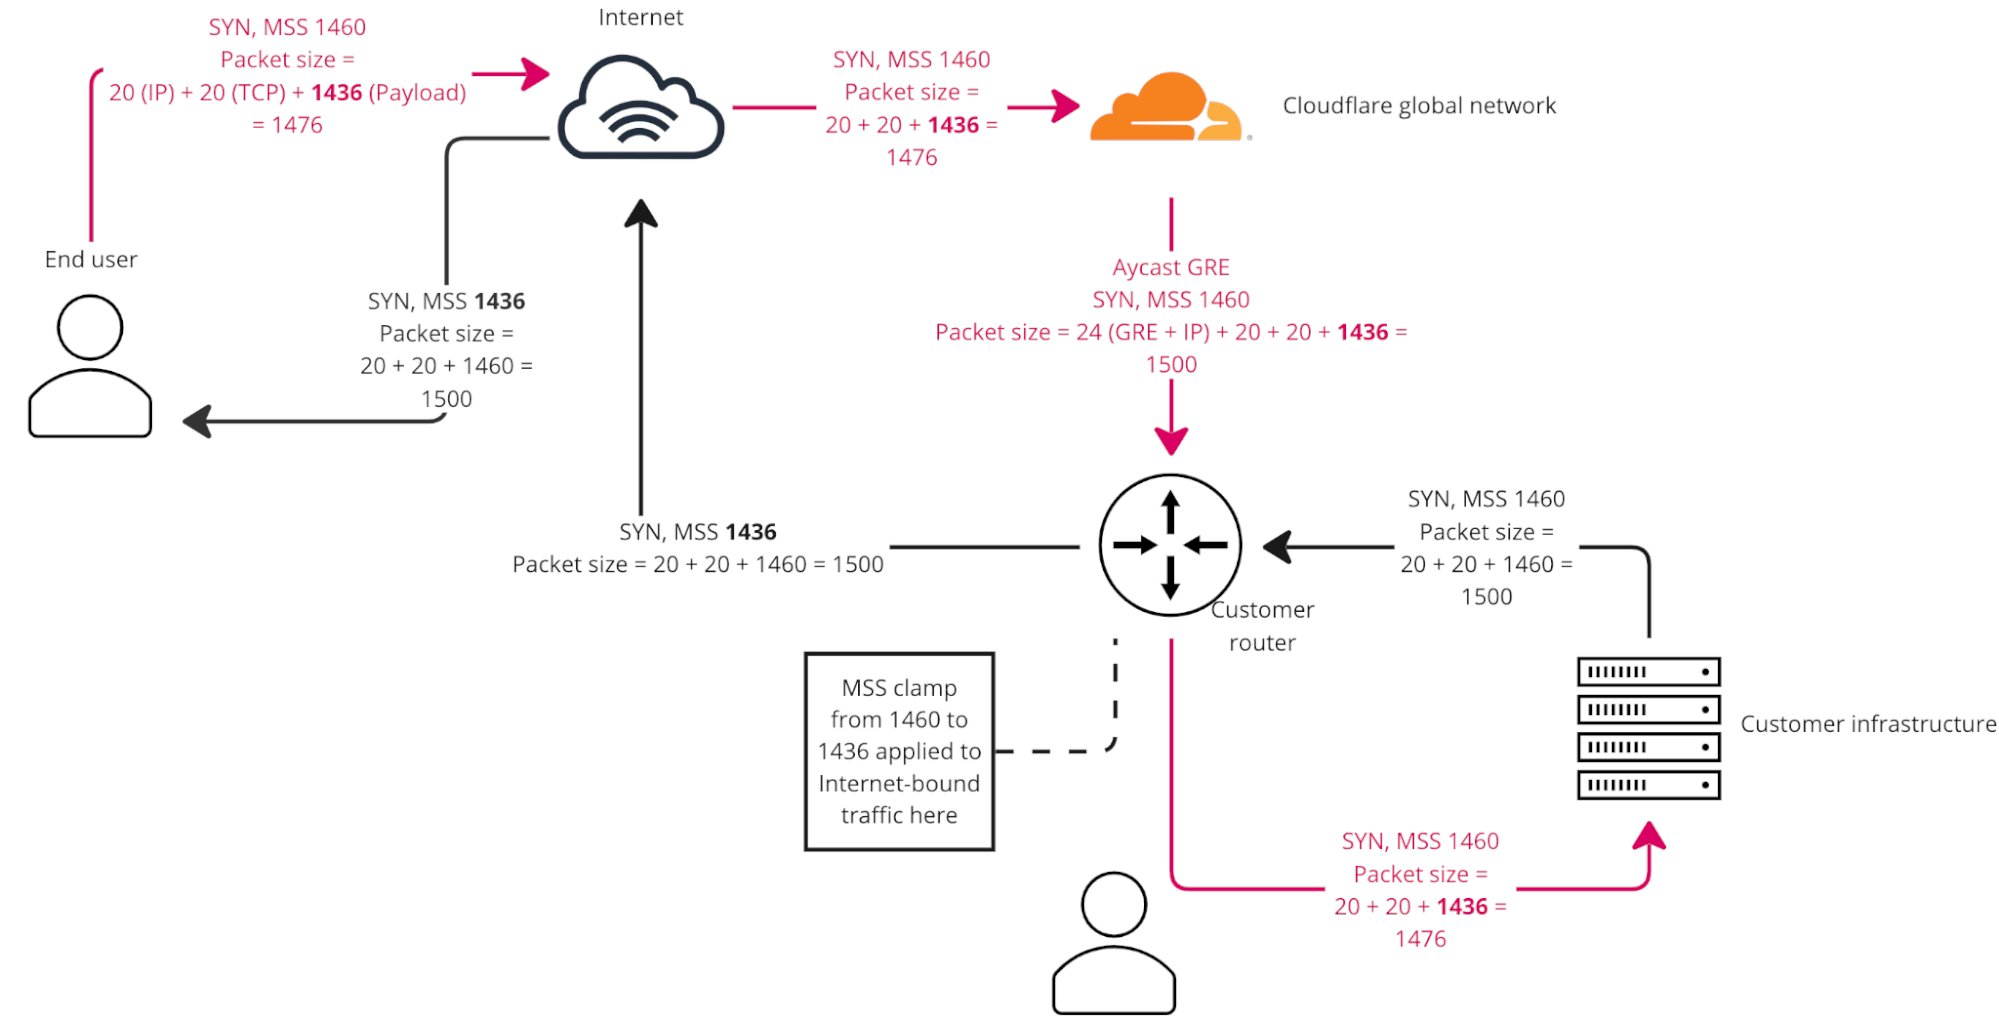 SYN, MSS 1460
Packet size =
20 (IP) + 20 (TCP) + 1436 (Payload)
= 1476
Internet
SYN, MSS 1460
Packet size =
20 + 20 + 1436 =
1476
Cloudflare global network
End user
SYN, MSS 1436
Packet size =
20 + 20 + 1460 =
1500
Aycast GRE
SYN, MSS 1460
Packet size = 24 (GRE + IP) + 20 + 20 + 1436 =
1500
SYN, MSS 1436
Packet size = 20 + 20 + 1460 = 1500
SYN, MSS 1460
Packet size =
20 + 20 + 1460 =
1500
Customer
router
MSS clamp
from 1460 to
1436 applied to
Internet-bound
traffic here
Customer infrastructure
SYN, MSS 1460
Packet size =
20 + 20 + 1436 =
1476